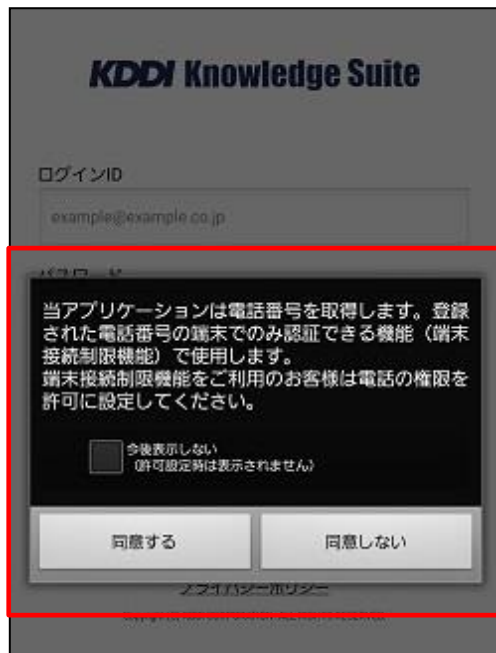 KDDI Knowledge Suite
ログインID
example@example.co.jp
パスワード
当アプリケーションは電話番号を取得します。登録
された電話番号の端末でのみ認証できる機能（端末
接続制限機能）で使用します。
端末接続制限機能をご利用のお客様は電話の権限を
許可に設定してください。
今後表示しない
（許可設定時は表示されません）
同意する
同意しない
プライバシーポリシー